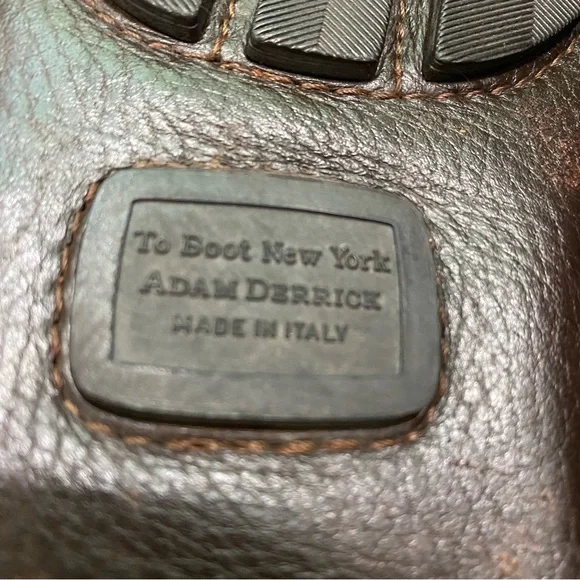 To Boot New York
ADAM DERRICK
MADE IN ITALY